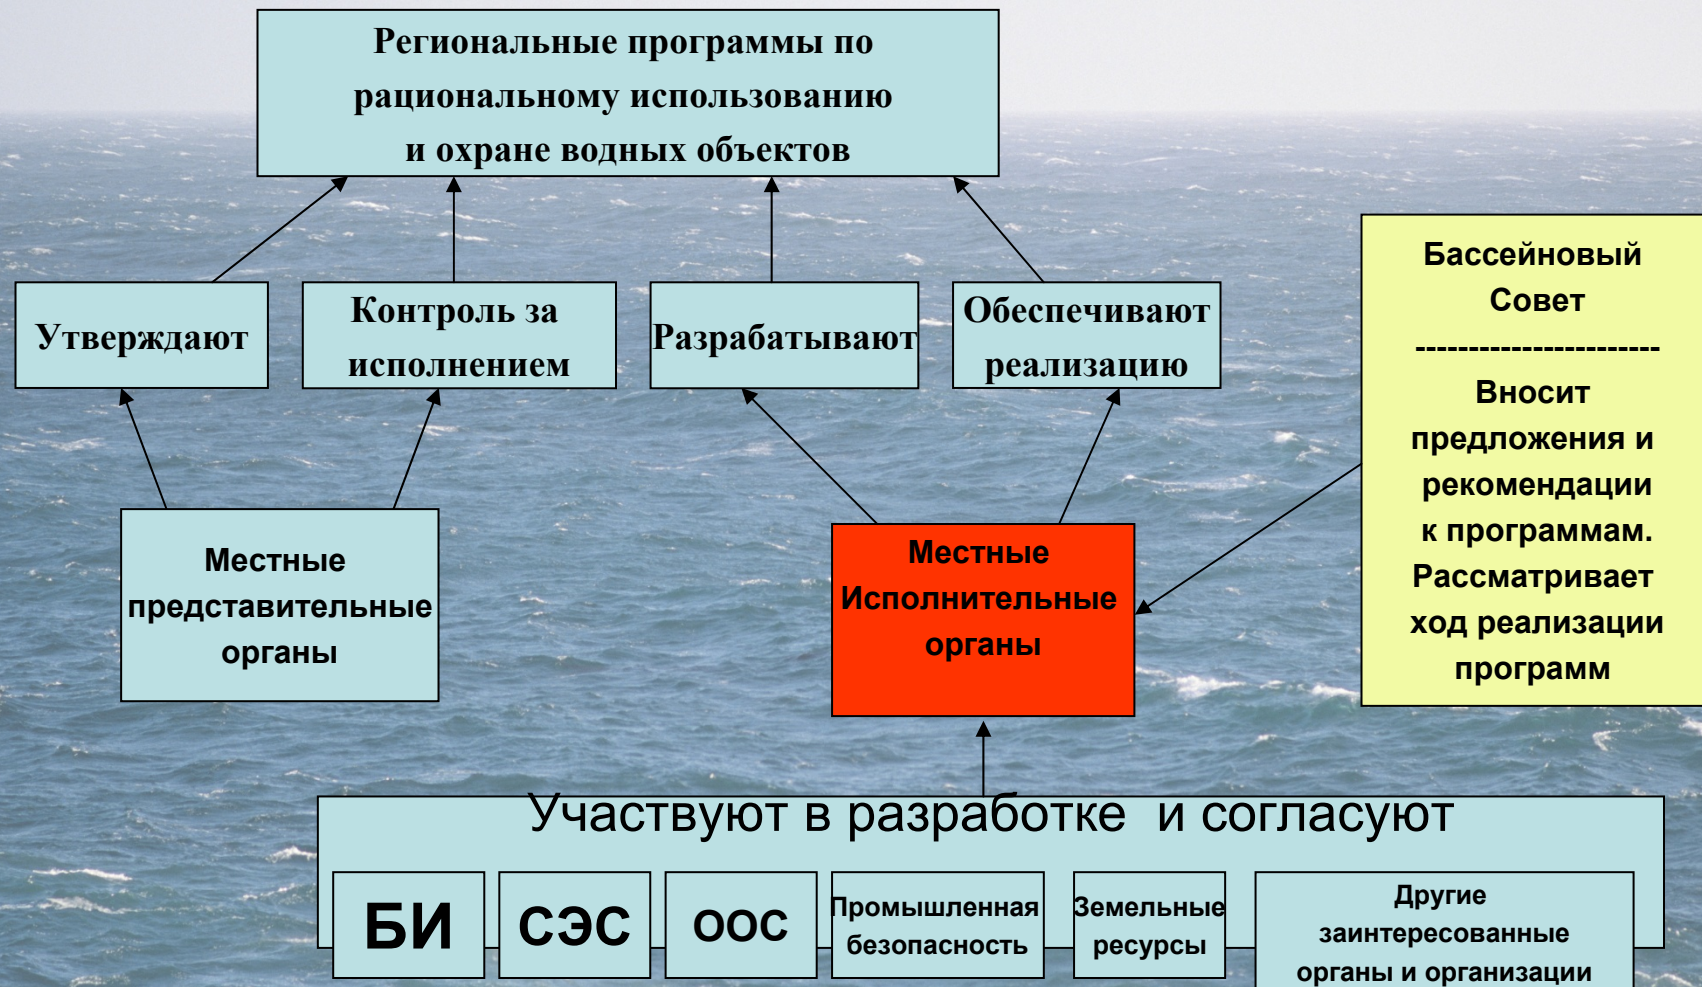 Региональные программы по
рациональному использованию
и охране водных объектов
Утверждают
Контроль за
исполнением
Разрабатывают
Обеспечивают
реализацию
Бассейновый
Совет
-----------------------
Вносит
предложения и
рекомендации
к программам.
Рассматривает
ход реализации
программ
Местные
представительные
органы
Местные
Исполнительные
органы
Участвуют в разработке и согласуют
БИ
СЭС
ООС
Промышленная
безопасность
Земельные
ресурсы
Другие
заинтересованные
органы и организации